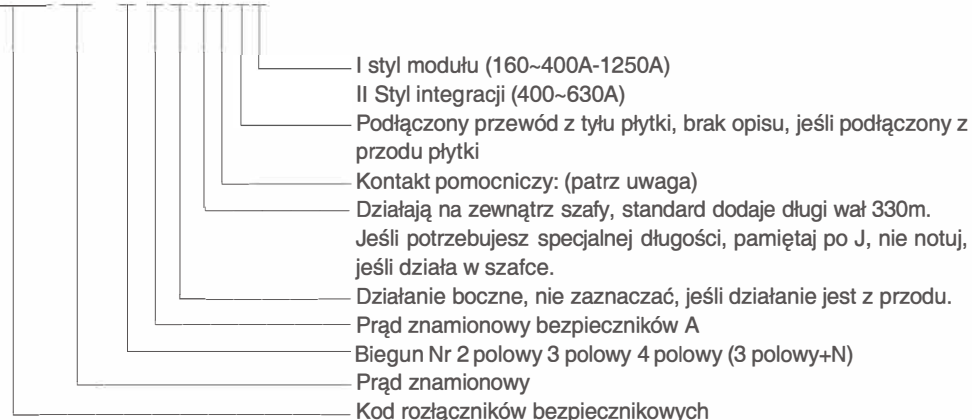 I styl modułu (160~400A-1250A)
II Styl integracji (400~630A)
Podłączony przewód z tyłu płytki, brak opisu, jeśli podłączony z
przodu płytki
Kontakt pomocniczy: (patrz uwaga)
Działają na zewnątrz szafy, standard dodaje długi wał 330m.
Jeśli potrzebujesz specjalnej długości, pamiętaj po J, nie notuj,
jeśli działa w szafce.
Działanie boczne, nie zaznaczać, jeśli działanie jest z przodu.
Prąd znamionowy bezpieczników A
Biegun Nr 2 polowy 3 polowy 4 polowy (3 polowy+N)
Prąd znamionowy
Kod rozłączników bezpiecznikowych